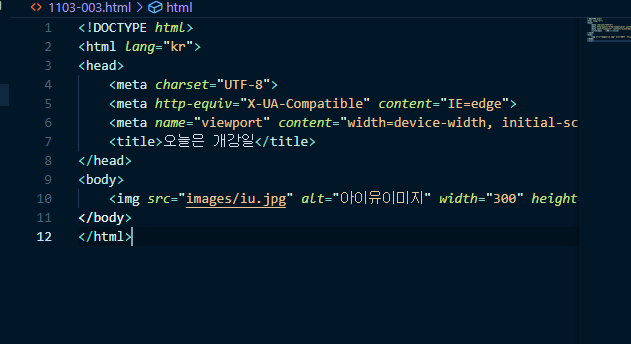 1103-003.html > html
1 <!DOCTYPE html>
2 <html lang="kr">
3 <head>
4 <meta charset="UTF-8">
5 <meta http-equiv="X-UA-Compatible" content="IE=edge">
6 <meta name="viewport" content="width=device-width, initial-sc
7 <title>오늘은 개강일</title>
8 </head>
9 <body>
10 <img src="images/iu.jpg" alt="아이유이미지" width="300" height
11 </body>
12 </html>